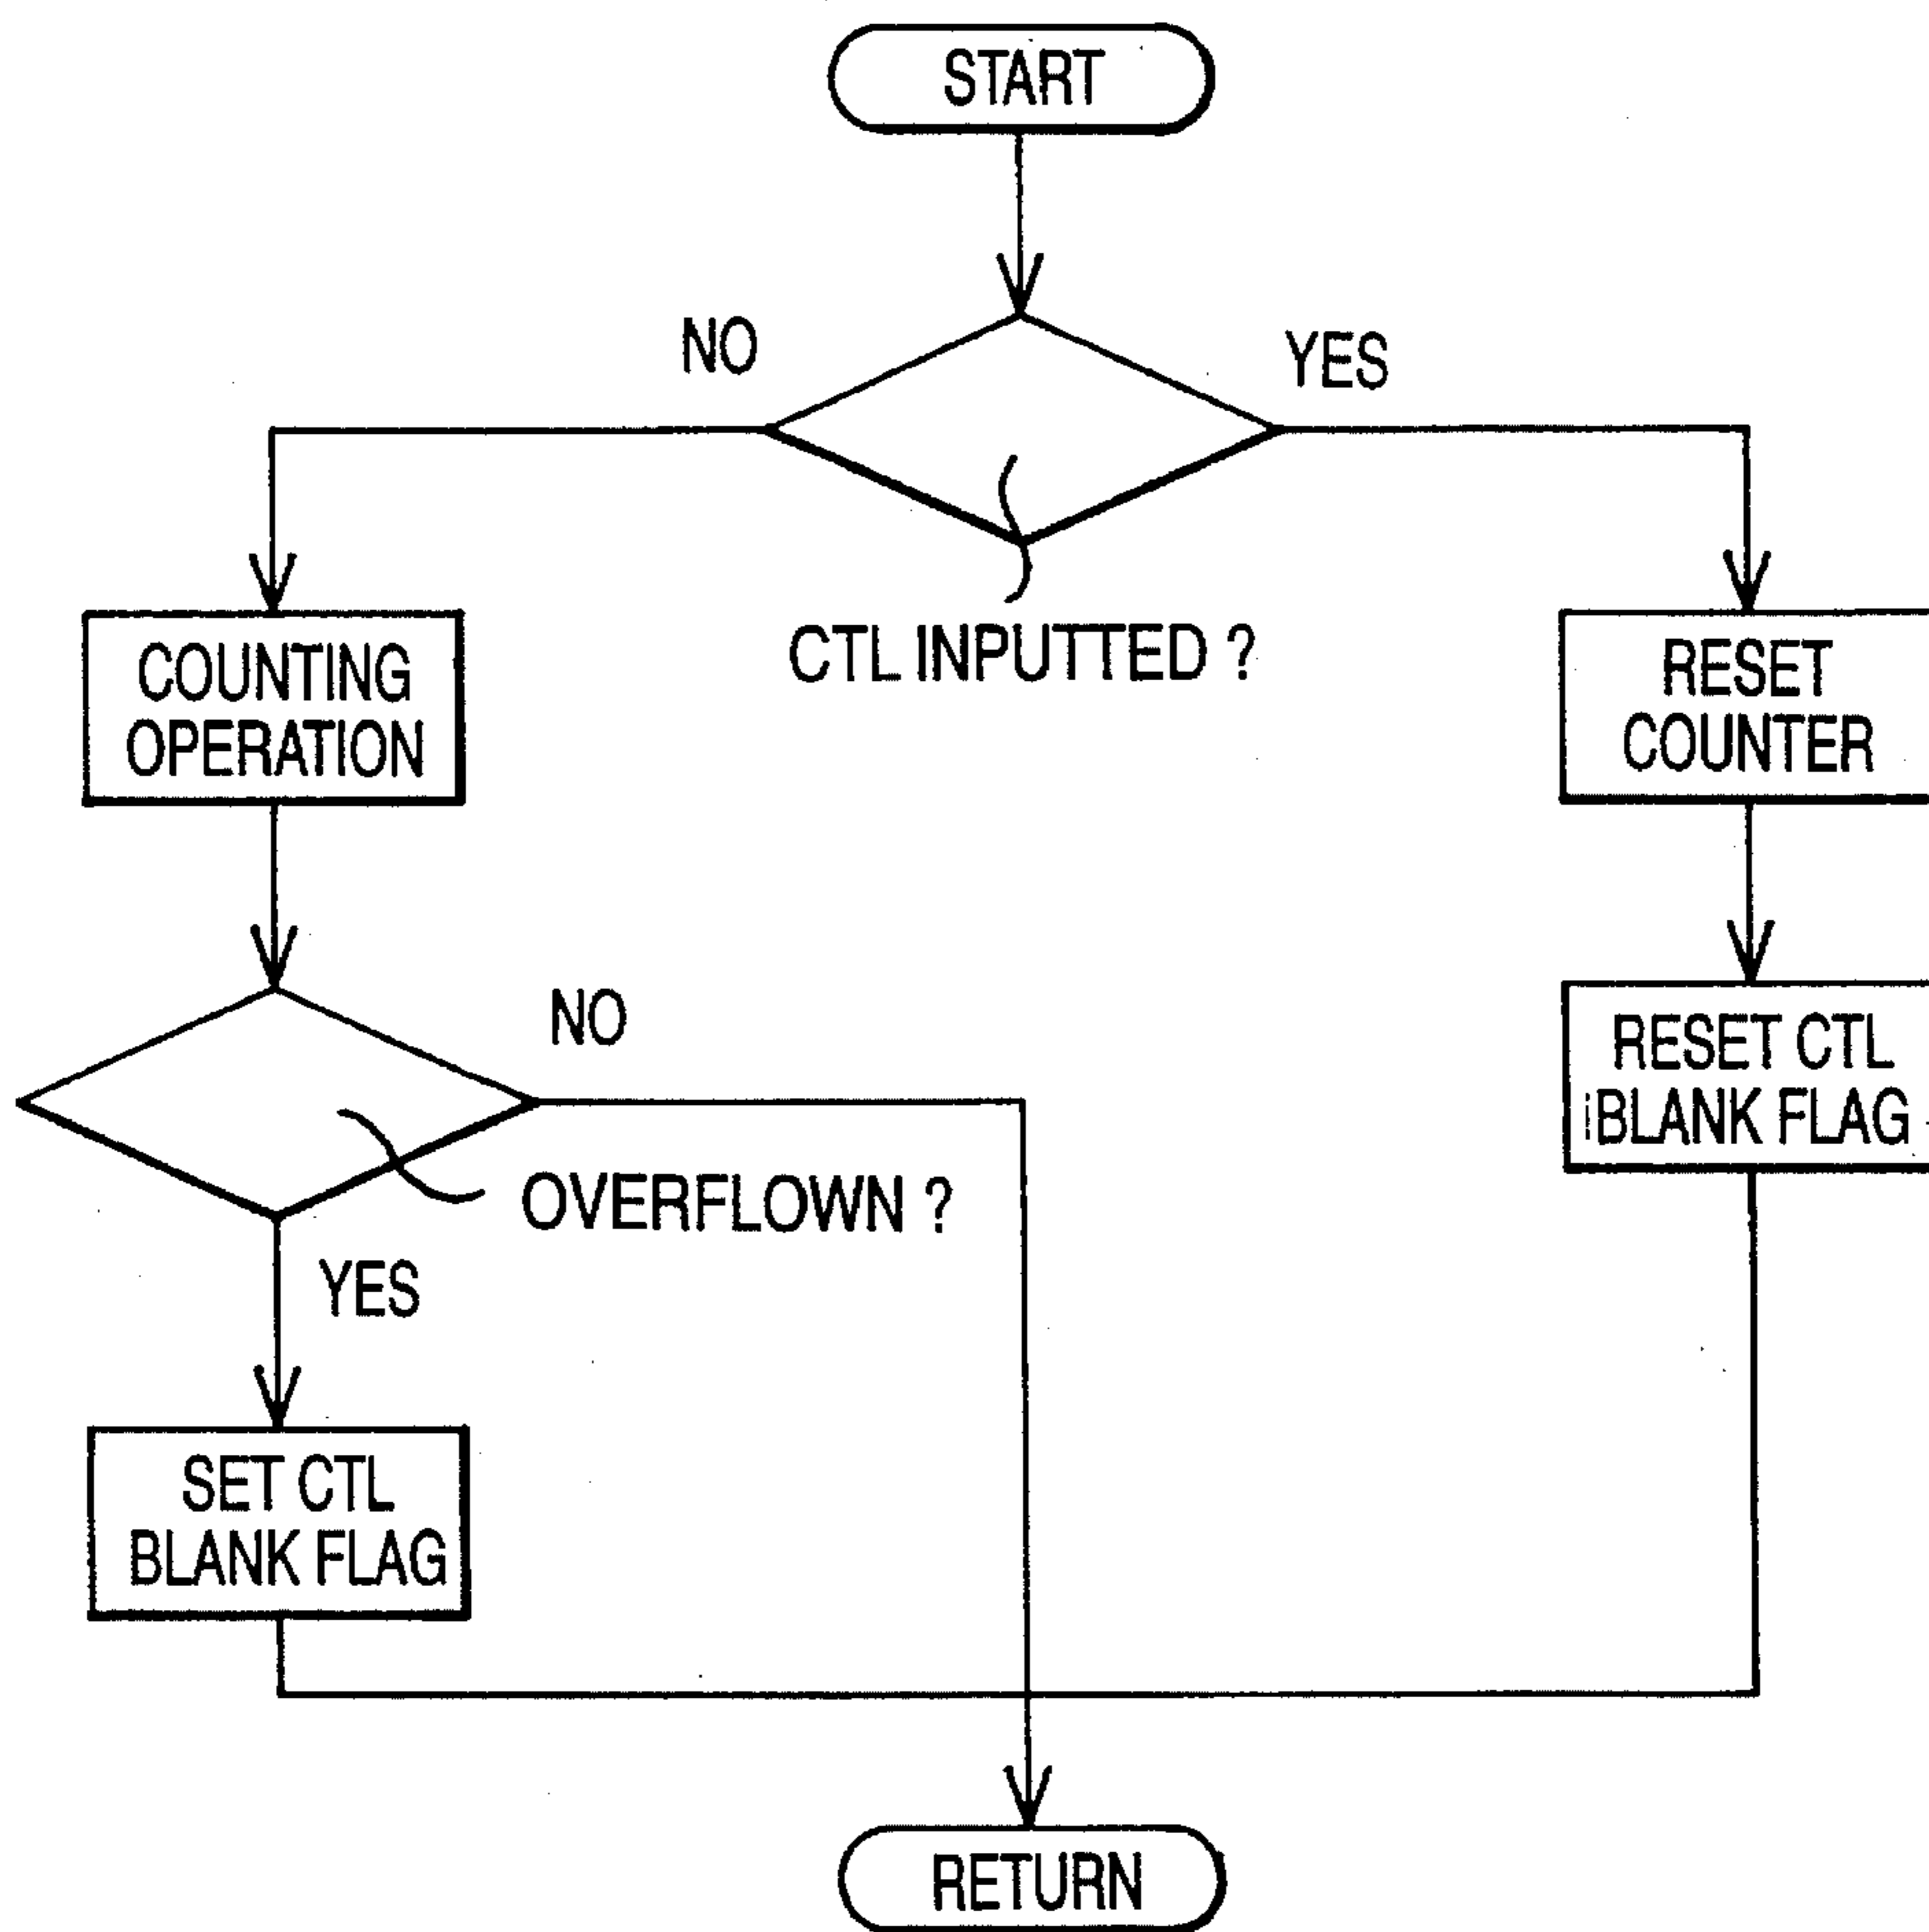 START
NO
YES
CTL INPUTTED ?
COUNTING
OPERATION
RESET
COUNTER
NO
OVERFLOWN ?
YES
RESET CTL
BLANK FLAG
SET CTL
BLANK FLAG
RETURN